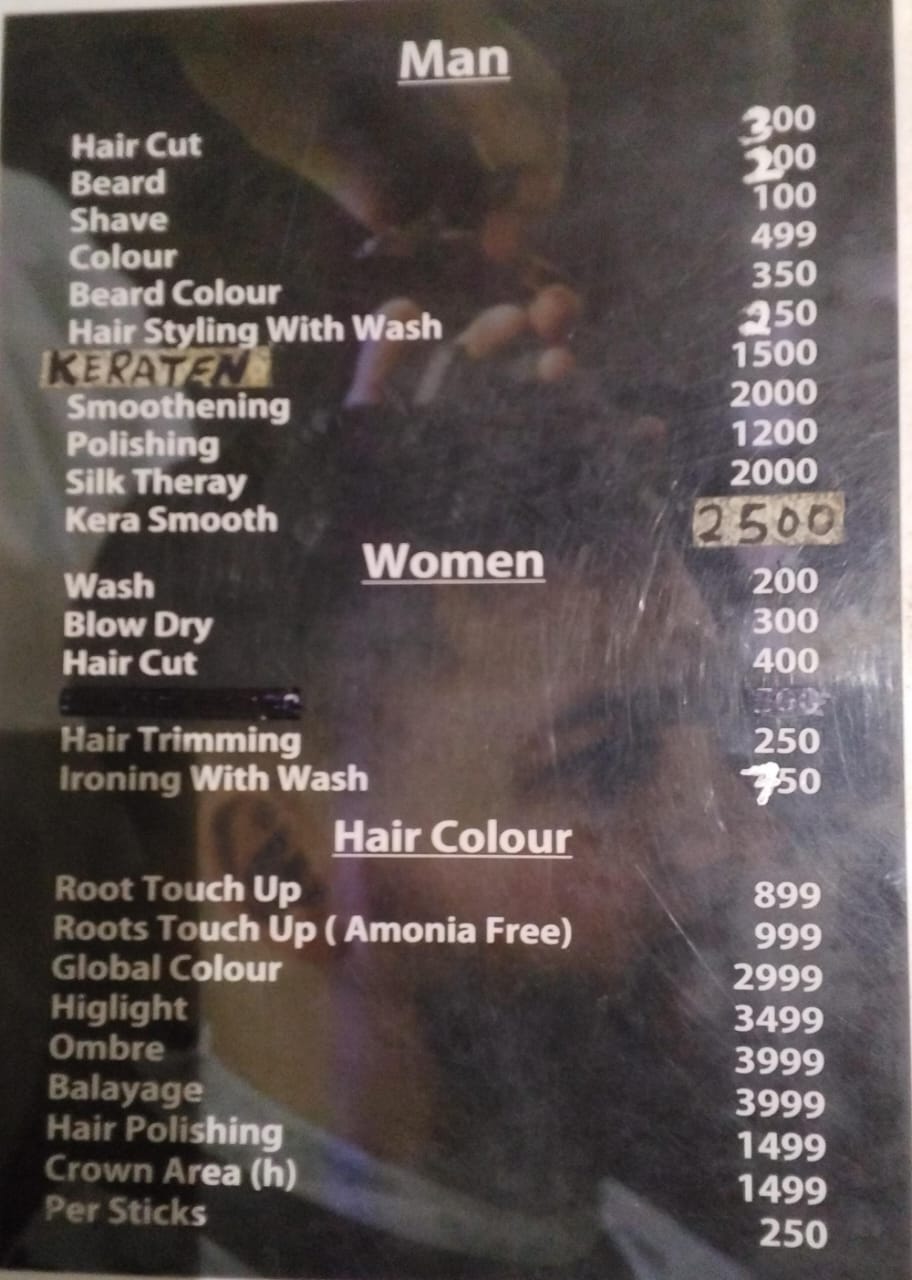 Man
Hair Cut 300
Beard 200
Shave 100
Colour 499
Beard Colour 350
Hair Styling With Wash 250
KERATEN 1500
Smoothening 2000
Polishing 1200
Silk Theray 2000
Kera Smooth 2500
Women
Wash 200
Blow Dry 300
Hair Cut 400
Hair Trimming 250
Ironing With Wash 750
Hair Colour
Root Touch Up 899
Roots Touch Up ( Amonia Free) 999
Global Colour 2999
Higlight 3499
Ombre 3999
Balayage 3999
Hair Polishing 1499
Crown Area (h) 1499
Per Sticks 250